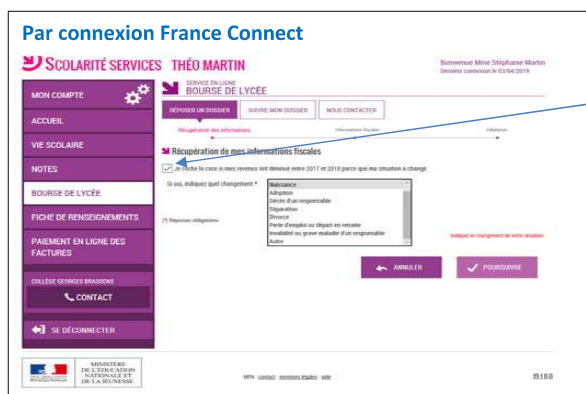 Par connexion France Connect
SCOLARITÉ SERVICES THÉO MARTIN
Bienvenue Mme Stéphanie Martin
Dernière connexion le 03/04/2019
MON COMPTE
ACCUEIL
VIE SCOLAIRE
NOTES
BOURSE DE LYCÉE
FICHE DE RENSEIGNEMENTS
PAIEMENT EN LIGNE DES
FACTURES
COLLÈGE GEORGES BRASSENS
CONTACT
SE DÉCONNECTER
SERVICE EN LIGNE
BOURSE DE LYCÉE
DÉPOSER UN DOSSIER
SUIVRE MON DOSSIER
NOUS CONTACTER
Récupération des informations
Informations fiscales
Validation
Récupération de mes informations fiscales
Je coche la case si mes revenus ont diminué entre 2017 et 2018 parce que ma situation a changé.
Si oui, indiquez quel changement *
Naissance
Adoption
Décès d'un responsable
Séparation
Divorce
Perte d'emploi ou départ en retraite
Invalidité ou grave maladie d'un responsable
Autre
(*) Réponses obligatoires
Indiquez le changement de votre situation
ANNULER
POURSUIVRE
MINISTÈRE
DE L'ÉDUCATION
NATIONALE ET
DE LA JEUNESSE
MEN - contact - mentions légales - aide
19.1.0.0